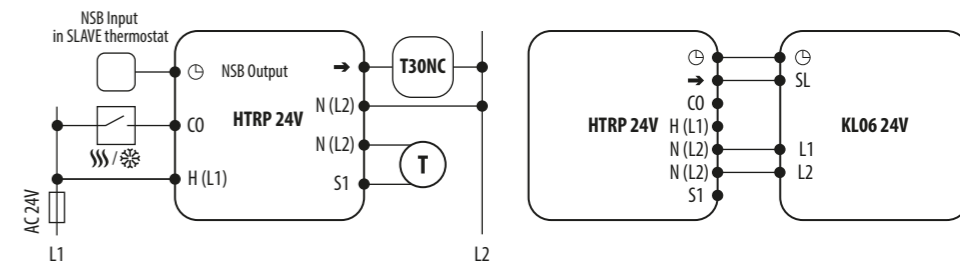 NSB Input
in SLAVE thermostat
NSB Output
T30NC
N (L2)
CO
HTRP 24V
N (L2)
T
H (L1)
S1
AC 24V
L1
L2
SL
CO
HTRP 24V
H (L1)
KL06 24V
N (L2)
L1
N (L2)
L2
S1